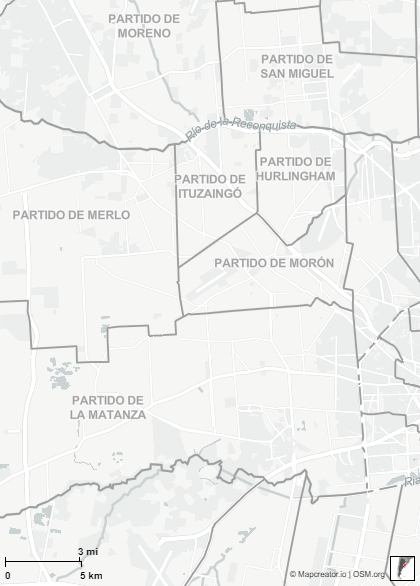 PARTIDO DE
MORENO
PARTIDO DE
SAN MIGUEL
Río de la Reconquista
PARTIDO DE
HURLINGHAM
PARTIDO DE
ITUZAINGÓ
PARTIDO DE MERLO
PARTIDO DE MORÓN
PARTIDO DE
LA MATANZA
3 mi
0
5 km
© Mapcreator.io | OSM.org